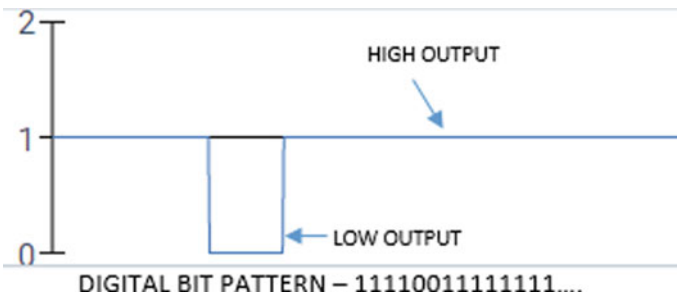 2
HIGH OUTPUT
1
LOW OUTPUT
0
DIGITAL BIT PATTERN – 11110011111111....